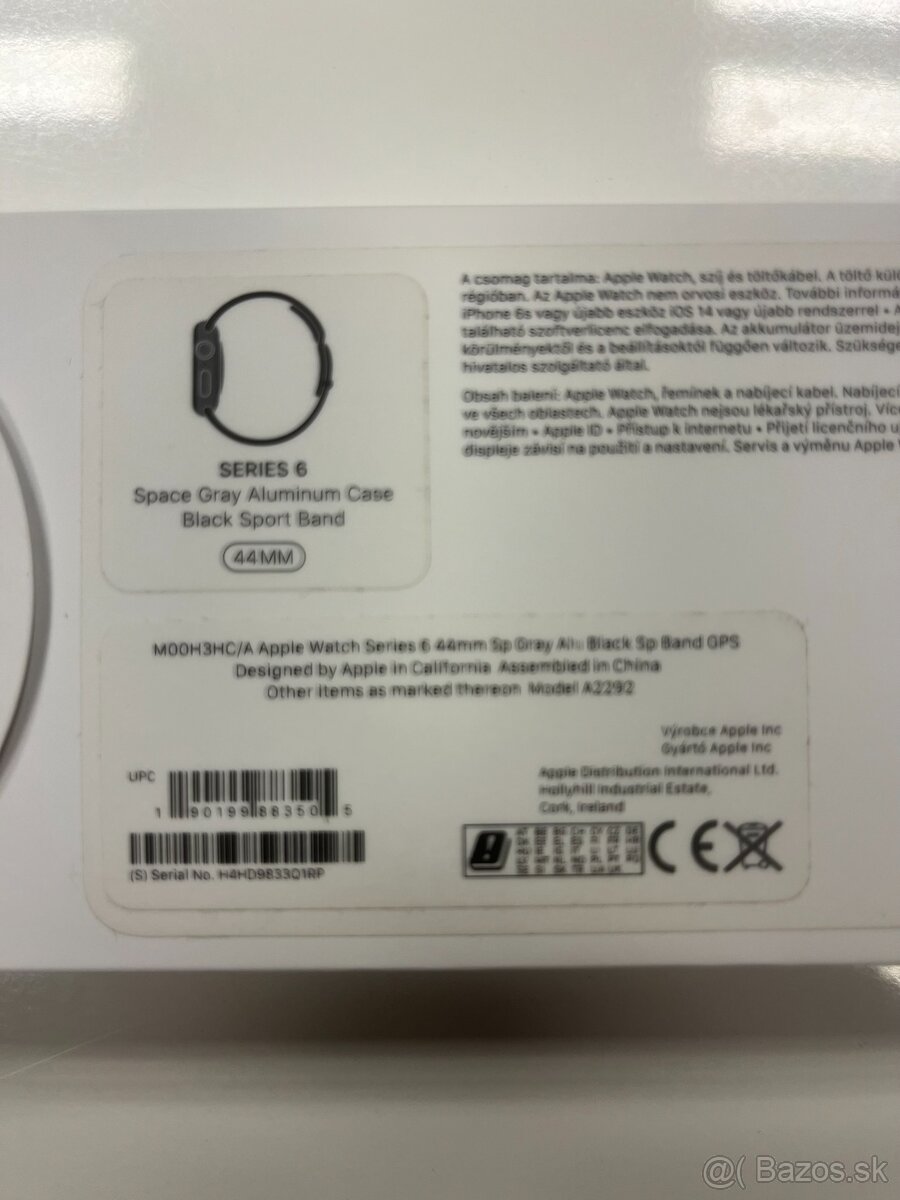 SERIES 6
Space Gray Aluminum Case
Black Sport Band
44MM
A csomag tartalma: Apple Watch, szíj és töltőkábel. A töltő
régióban. Az Apple Watch nem orvosi eszköz. További
iPhone 6s vagy újabb eszköz iOS 14 vagy újabb rendszerrel •
található szoftverlicenc elfogadása. Az akkumulátor
körülményektől és a beállításoktól függően változik.
hivatalos szolgáltató által.
Obsah balení: Apple Watch, řemínek a nabíjecí kabel. Nabíjecí
ve všech oblastech. Apple Watch nejsou lékařský přístroj.
novějším • Apple ID • Přístup k internetu • Přijetí licenčního
displeje závisí na použití a nastavení. Servis a výměnu Apple
M00H3HC/A Apple Watch Series 6 44mm Sp Gray Alu Black Sp Band GPS
Designed by Apple in California Assembled in China
Other items as marked thereon Model A2292
Výrobce Apple Inc
Gyártó Apple Inc
Apple Distribution International Ltd.
Hollyhill Industrial Estate,
Cork, Ireland
UPC
1 90199 88350 5
(S) Serial No. H4HD9833Q1RP
CE
@( Bazos.sk